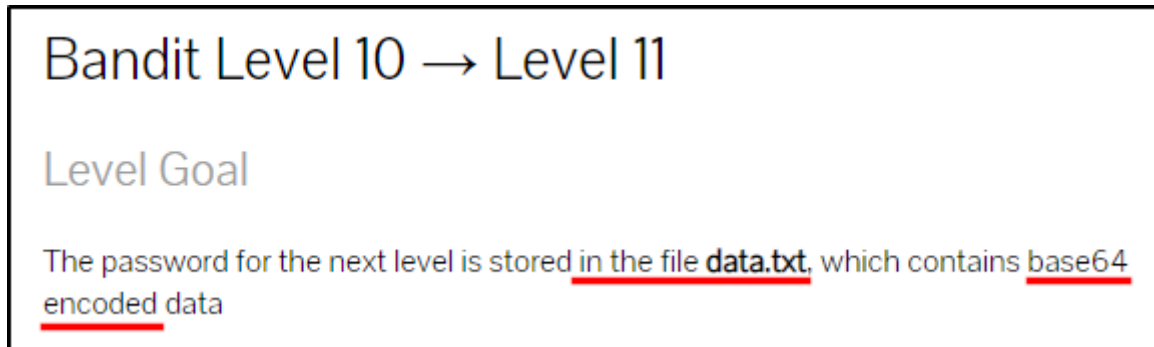 Bandit Level 10 → Level 11
Level Goal
The password for the next level is stored in the file data.txt, which contains base64
encoded data